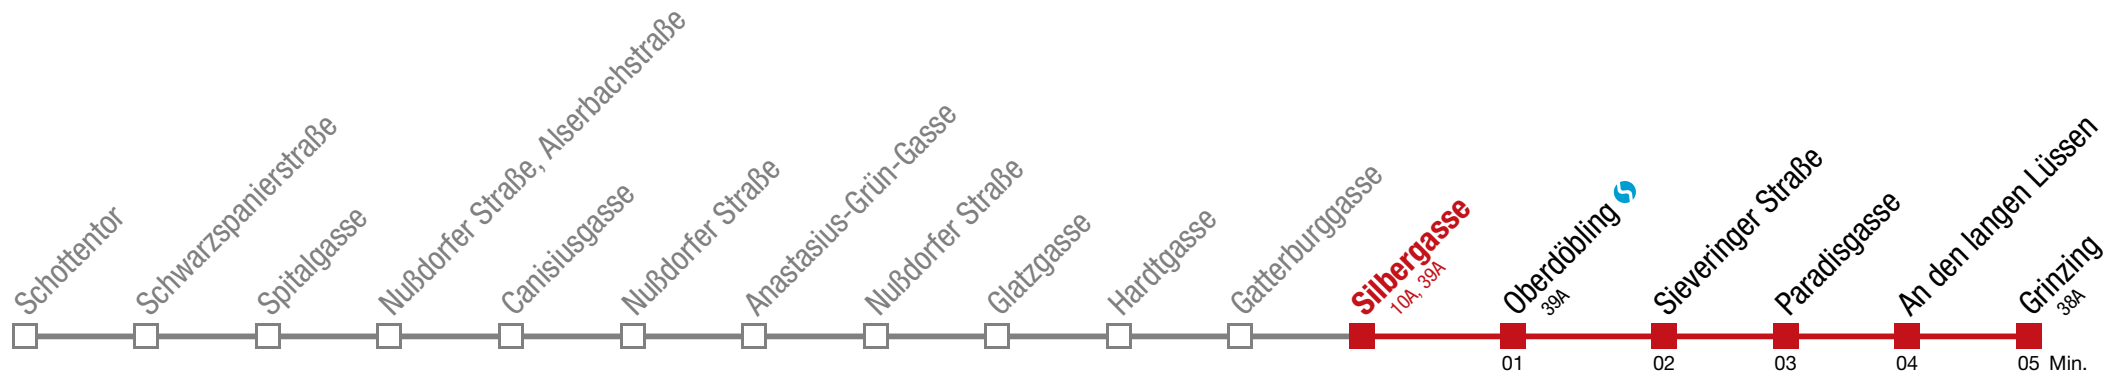 Schottentor
Schwarzspanierstraße
Spitalgasse
Nußdorfer Straße, Alserbachstraße
Canisiusgasse
Nußdorfer Straße
Anastasius-Grün-Gasse
Nußdorfer Straße
Glatzgasse
Hardtgasse
Gatterburggasse
Silbergasse
10A, 39A
Oberdöbling
39A
Sieveringer Straße
Paradisgasse
An den langen Lüssen
Grinzing
38A
01 02 03 04 05 Min.